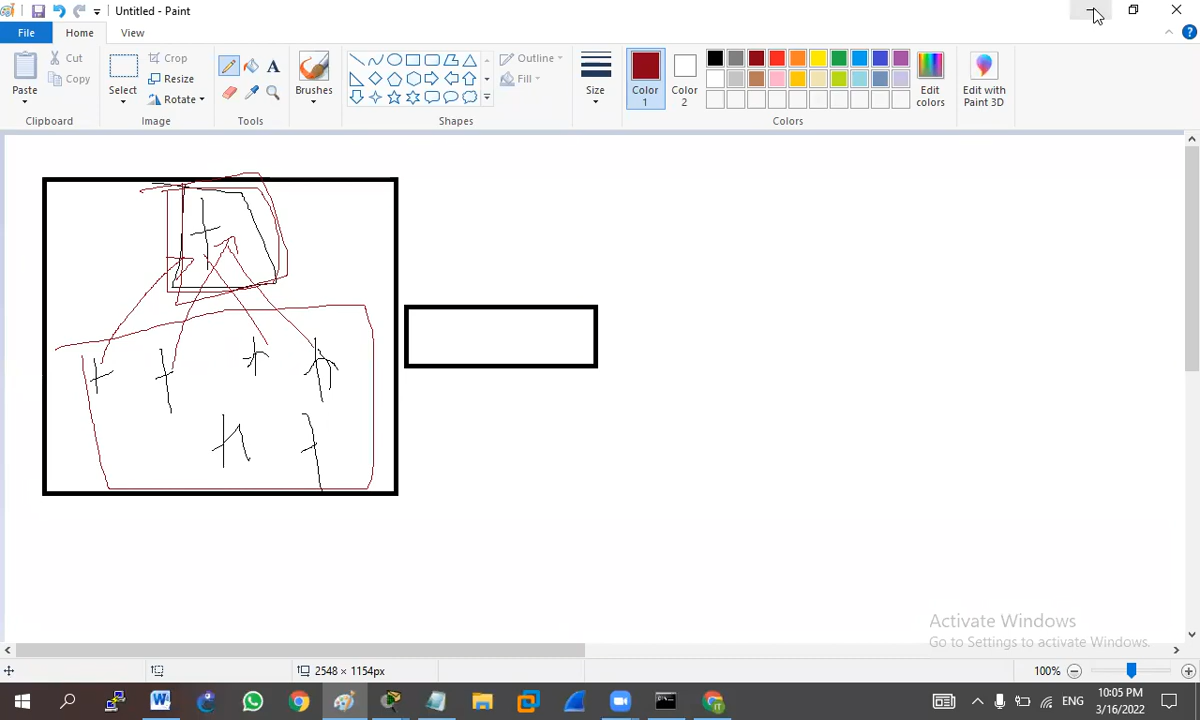 Untitled - Paint
File Home View
Cut
Copy
Paste
Crop
Resize
Rotate
Select
A
Brushes
Outline
Fill
Size
Color 1
Color 2
Edit colors
Edit with Paint 3D
Clipboard Image Tools Shapes Colors
Activate Windows
Go to Settings to activate Windows.
2548 × 1154px 100%
ENG
10:05 PM
3/16/2022